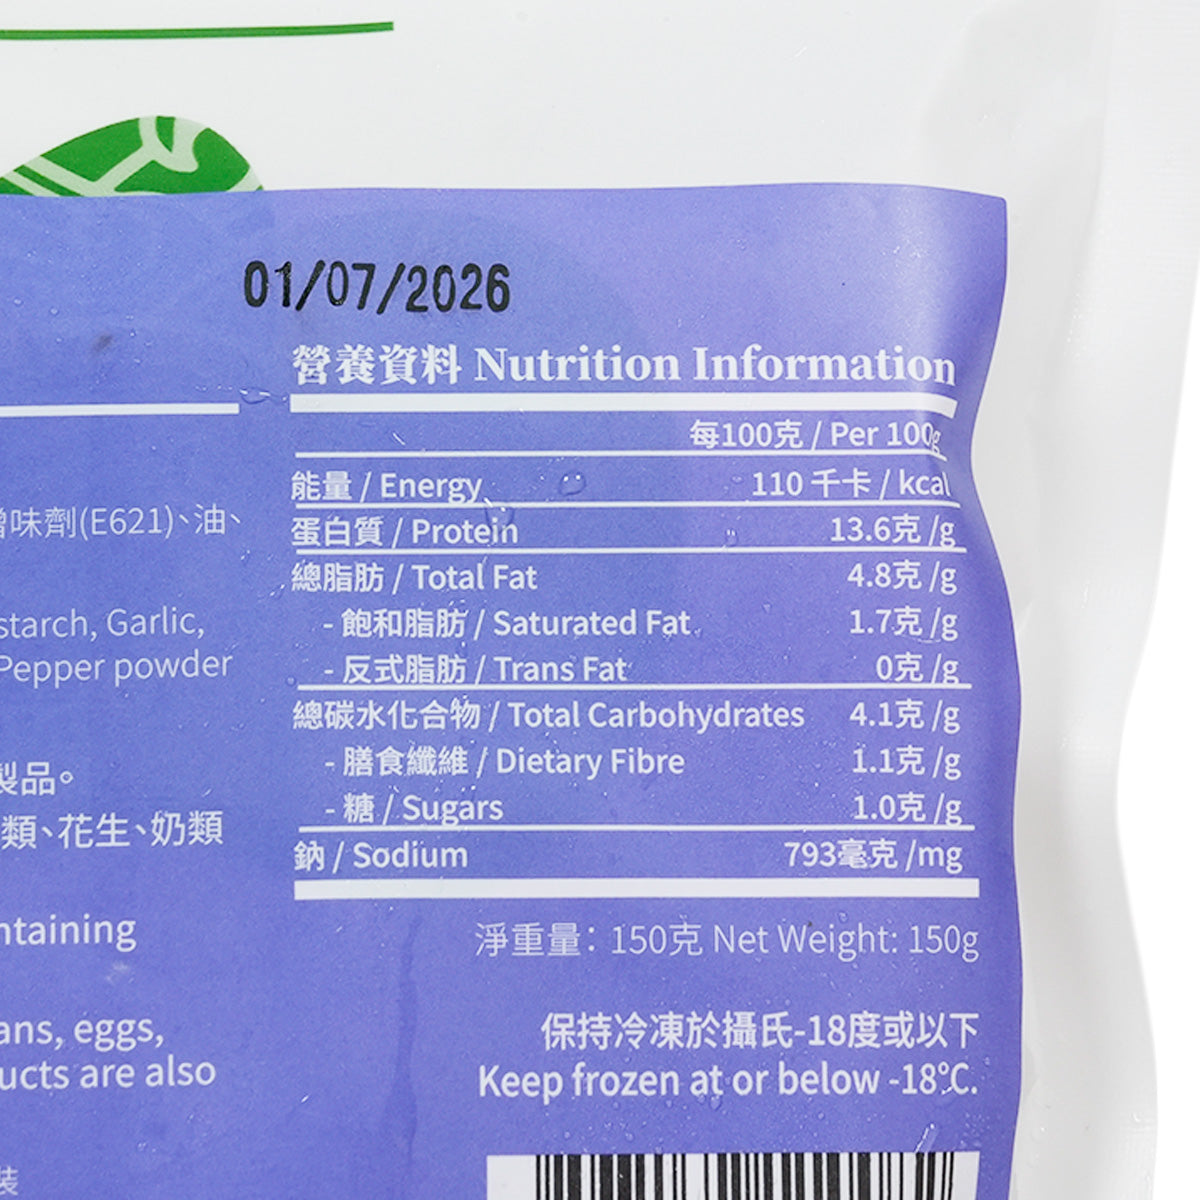 01/07/2026
營養資料 Nutrition Information
每100克 / Per 100g
能量 / Energy 110 千卡 / kcal
蛋白質 / Protein 13.6克 /g
總脂肪 / Total Fat 4.8克 /g
- 飽和脂肪 / Saturated Fat 1.7克 /g
- 反式脂肪 / Trans Fat 0克 /g
總碳水化合物 / Total Carbohydrates 4.1克 /g
- 膳食纖維 / Dietary Fibre 1.1克 /g
- 糖 / Sugars 1.0克 /g
鈉 / Sodium 793毫克 /mg
淨重量：150克 Net Weight: 150g
保持冷凍於攝氏-18度或以下
Keep frozen at or below -18°C.
味劑(E621)、油、
starch, Garlic,
Pepper powder
製品。
類、花生、奶類
ntaining
ans, eggs,
ucts are also
裝